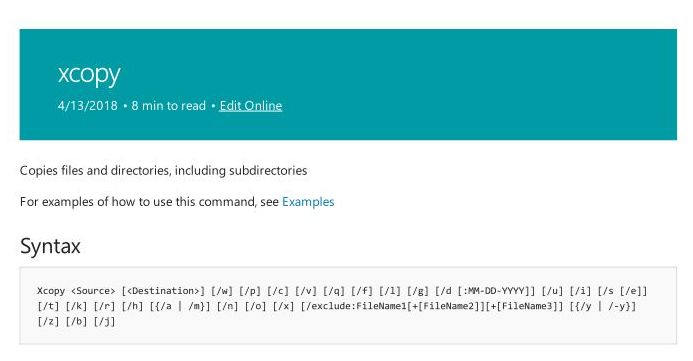 xcopy
4/13/2018 • 8 min to read • Edit Online
Copies files and directories, including subdirectories
For examples of how to use this command, see Examples
Syntax
Xcopy <Source> [<Destination>] [/w] [/p] [/c] [/v] [/q] [/f] [/l] [/g] [/d [:MM-DD-YYYY]] [/u] [/i] [/s [/e]]
[/t] [/k] [/r] [/h] [{/a | /m}] [/n] [/o] [/x] [/exclude:FileName1[+[FileName2]][+[FileName3]] [{/y | /-y}]
[/z] [/b] [/j]